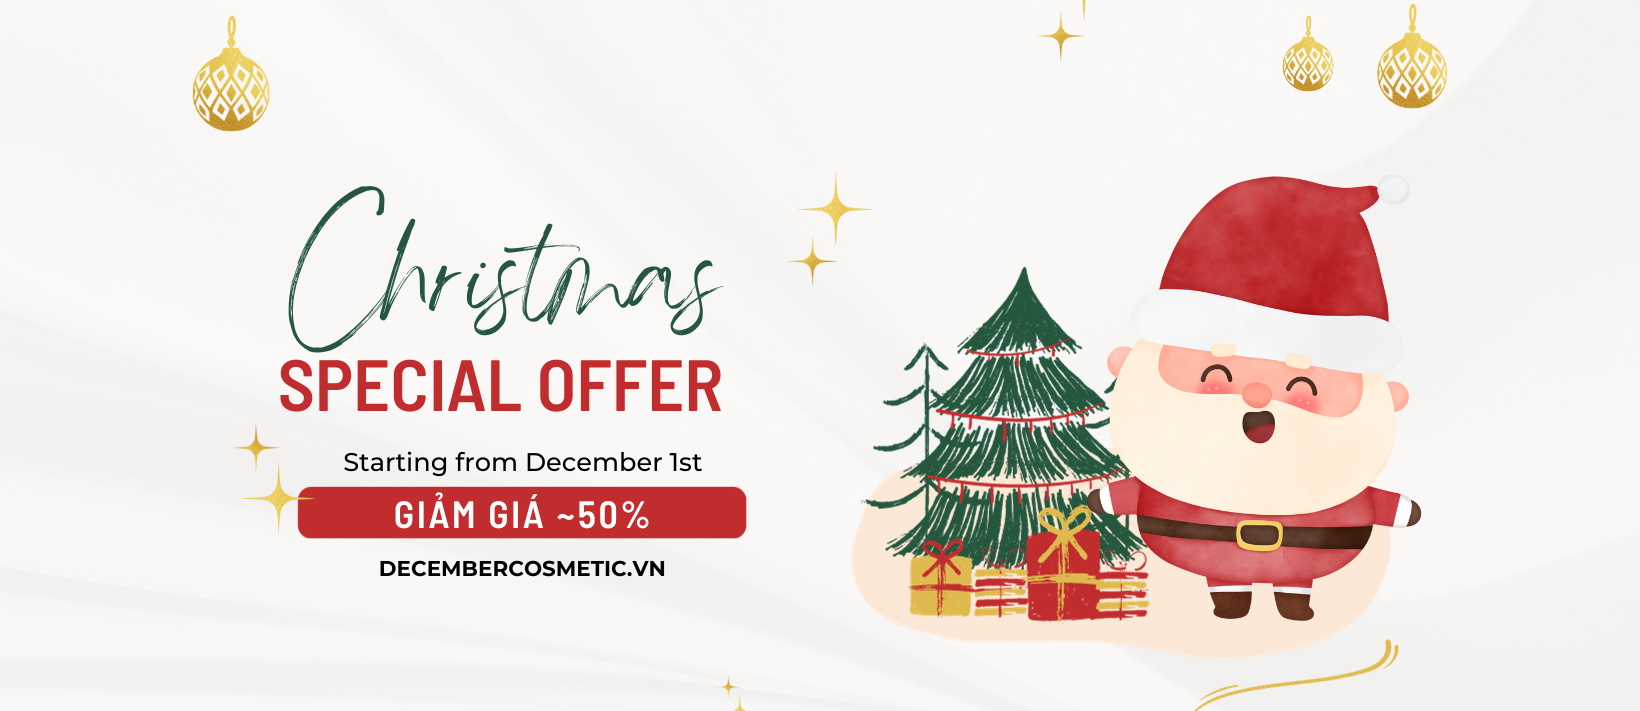 Christmas
SPECIAL OFFER
Starting from December 1st
GIẢM GIÁ ~50%
DECEMBERCOSMETIC.VN